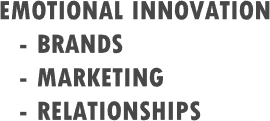 EMOTIONAL INNOVATION
- BRANDS
- MARKETING
- RELATIONSHIPS